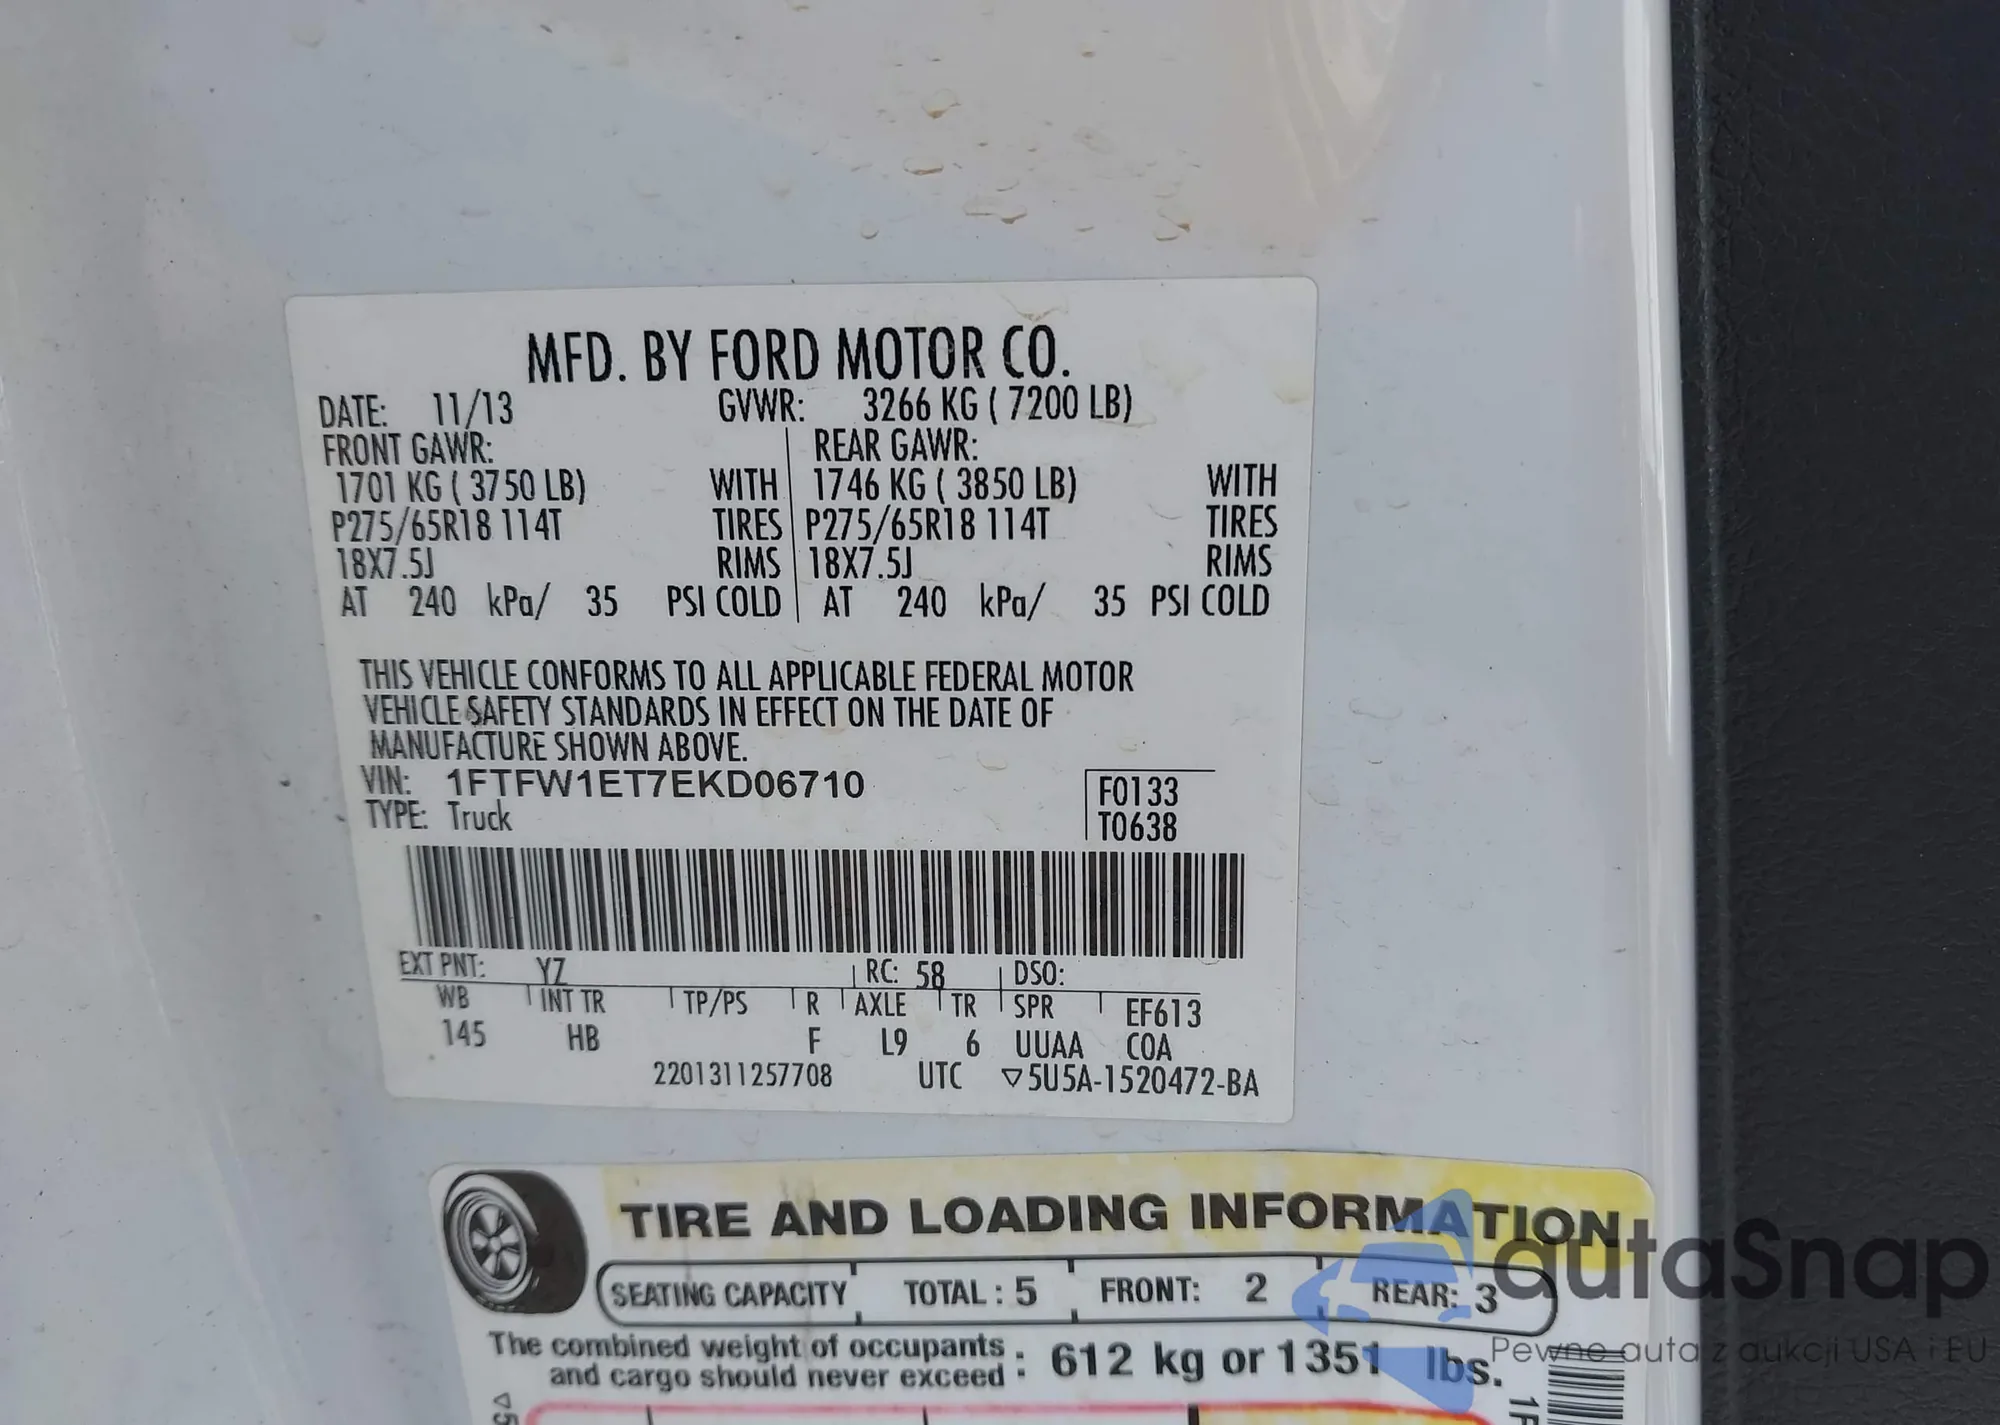 MFD. BY FORD MOTOR CO.
DATE: 11/13 GVWR: 3266 KG ( 7200 LB)
FRONT GAWR: REAR GAWR:
1701 KG ( 3750 LB) WITH 1746 KG ( 3850 LB) WITH
P275/65R18 114T TIRES P275/65R18 114T TIRES
18X7.5J RIMS 18X7.5J RIMS
AT 240 kPa/ 35 PSI COLD AT 240 kPa/ 35 PSI COLD
THIS VEHICLE CONFORMS TO ALL APPLICABLE FEDERAL MOTOR
VEHICLE SAFETY STANDARDS IN EFFECT ON THE DATE OF
MANUFACTURE SHOWN ABOVE.
VIN: 1FTFW1ET7EKD06710 F0133
TYPE: Truck T0638
EXT PNT: YZ RC: 58 DSO:
WB INT TR TP/PS R AXLE TR SPR EF613
145 HB F L9 6 UUAA COA
2201311257708 UTC ▽5U5A-1520472-BA
TIRE AND LOADING INFORMATION
SEATING CAPACITY TOTAL : 5 FRONT: 2 REAR: 3
The combined weight of occupants
and cargo should never exceed : 612 kg or 1351 lbs.
autaSnap
Pewne auta z aukcji USA i EU